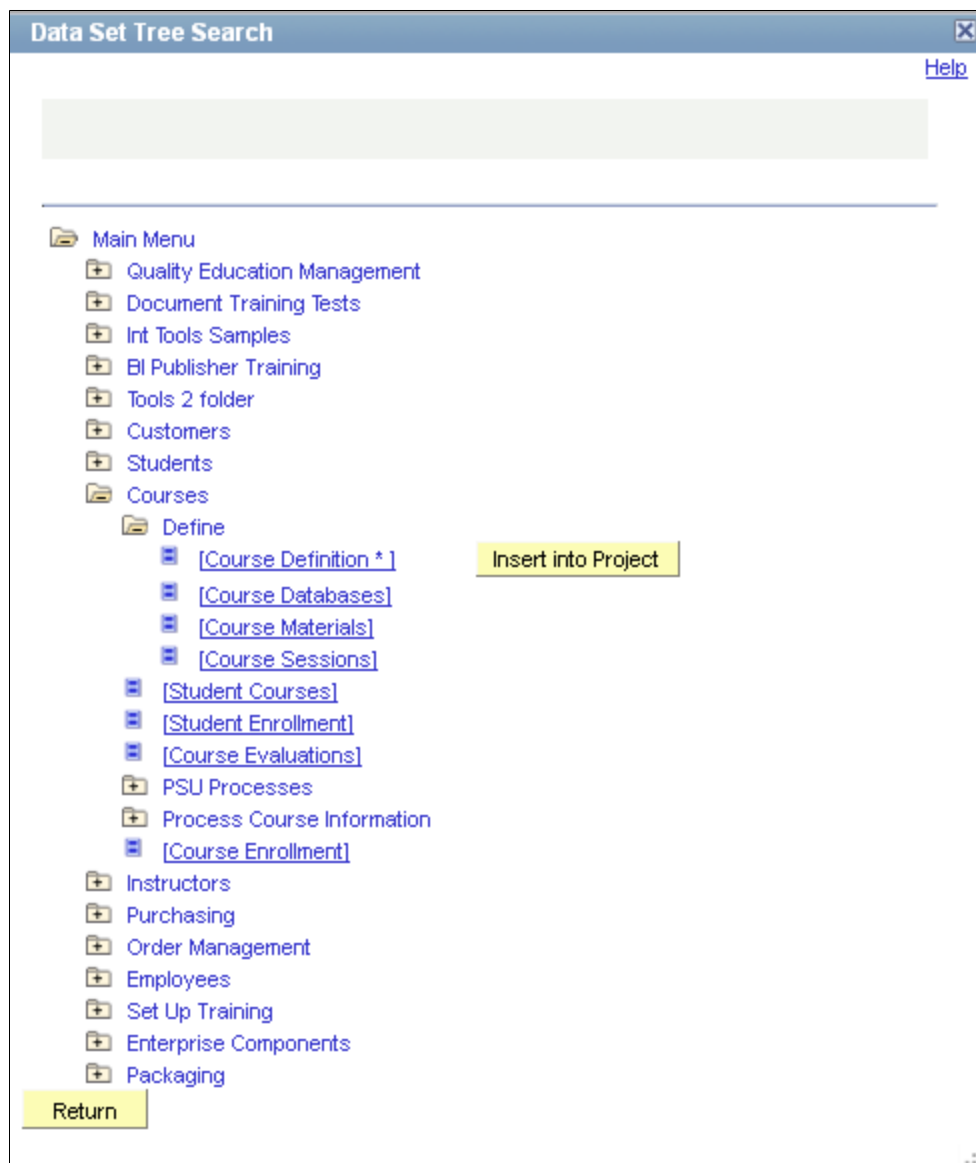 Data Set Tree Search
Help
Main Menu
Quality Education Management
Document Training Tests
Int Tools Samples
BI Publisher Training
Tools 2 folder
Customers
Students
Courses
Define
[Course Definition * ] Insert into Project
[Course Databases]
[Course Materials]
[Course Sessions]
[Student Courses]
[Student Enrollment]
[Course Evaluations]
PSU Processes
Process Course Information
[Course Enrollment]
Instructors
Purchasing
Order Management
Employees
Set Up Training
Enterprise Components
Packaging
Return